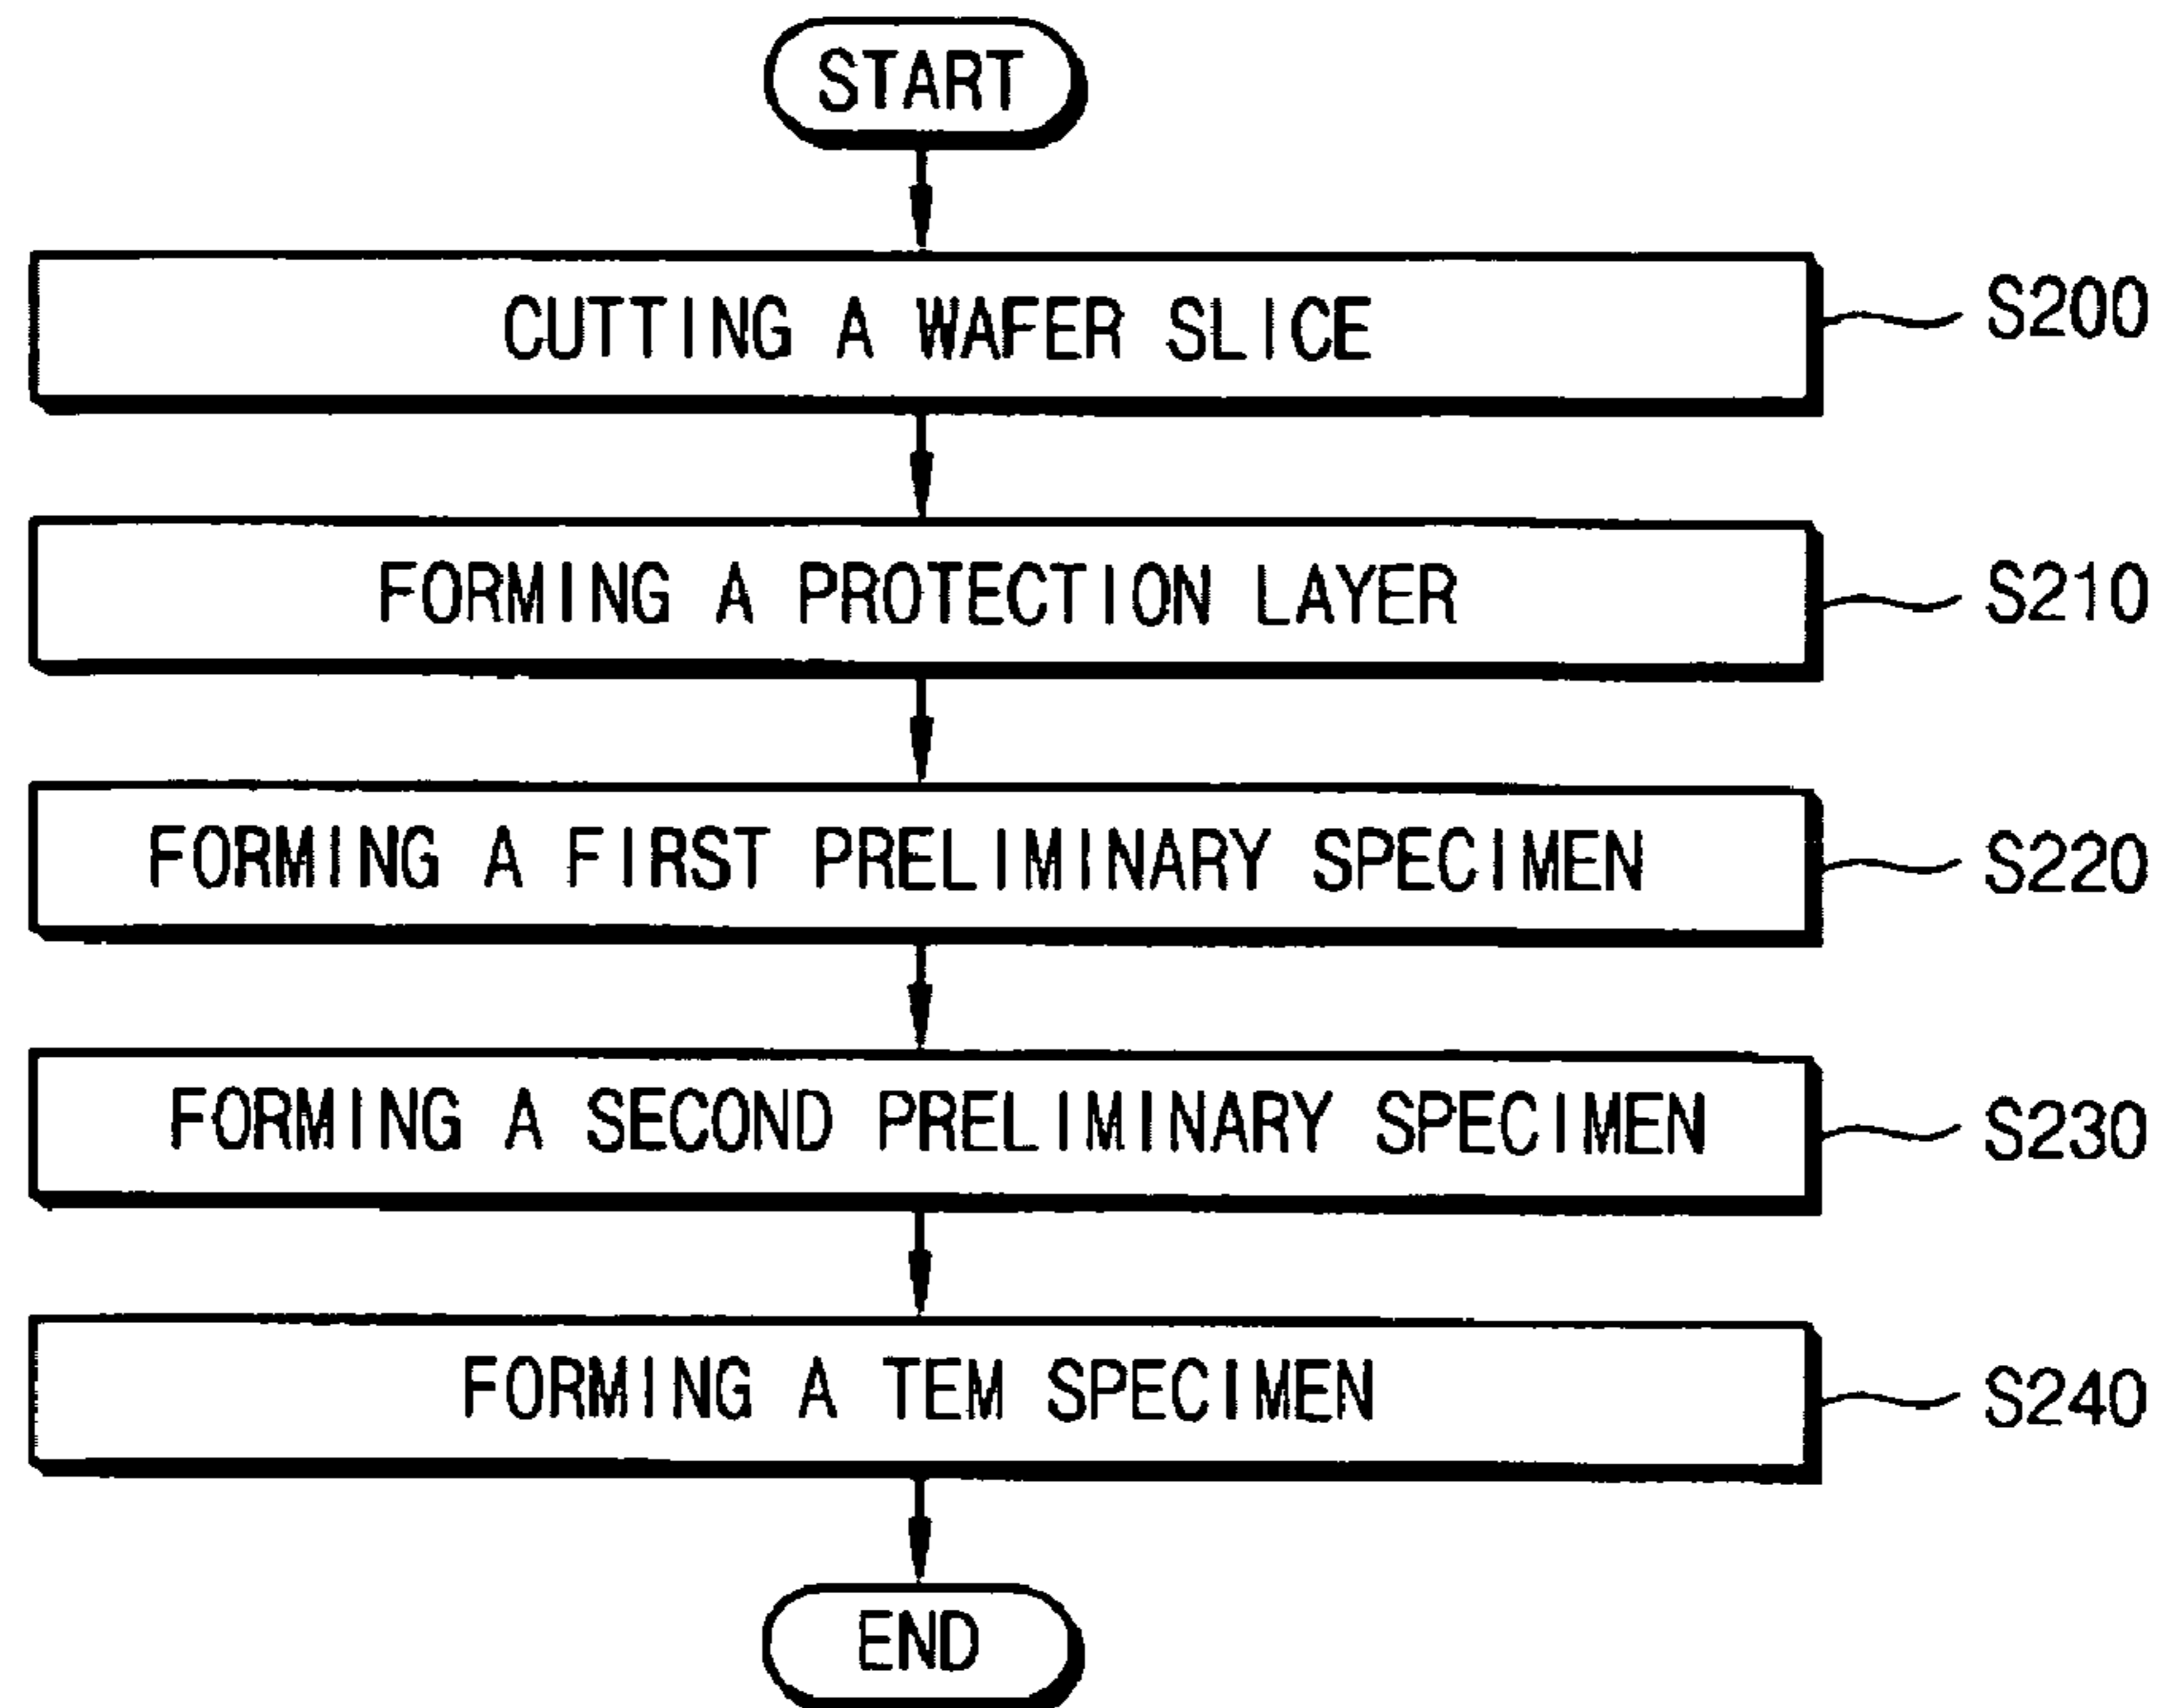 START
CUTTING A WAFER SLICE
S200
FORMING A PROTECTION LAYER
S210
FORMING A FIRST PRELIMINARY SPECIMEN
S220
FORMING A SECOND PRELIMINARY SPECIMEN
S230
FORMING A TEM SPECIMEN
S240
END